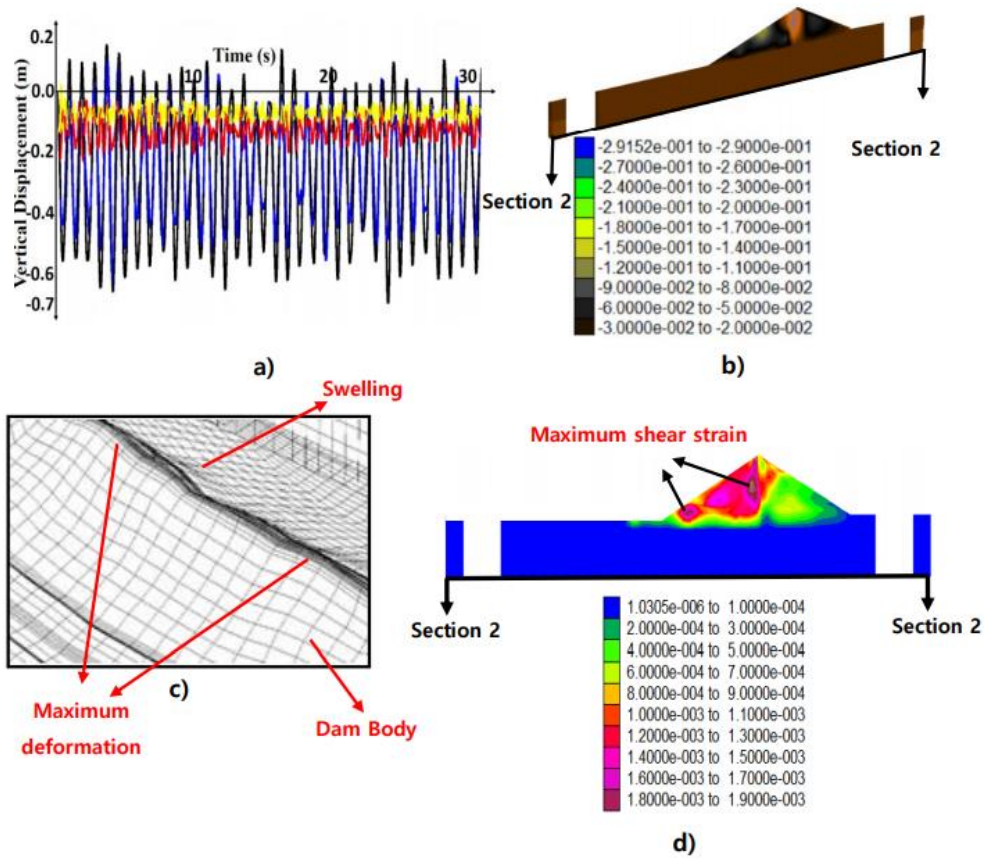 0.2
Time (s)
10
20
30
0.0
-0.2
-0.4
-0.6
-0.7
Vertical Displacement (m)
a)
Section 2
Section 2
-2.9152e-001 to -2.9000e-001
-2.7000e-001 to -2.6000e-001
-2.4000e-001 to -2.3000e-001
-2.1000e-001 to -2.0000e-001
-1.8000e-001 to -1.7000e-001
-1.5000e-001 to -1.4000e-001
-1.2000e-001 to -1.1000e-001
-9.0000e-002 to -8.0000e-002
-6.0000e-002 to -5.0000e-002
-3.0000e-002 to -2.0000e-002
b)
Swelling
Maximum
deformation
Dam Body
c)
Maximum shear strain
Section 2
Section 2
1.0305e-006 to 1.0000e-004
2.0000e-004 to 3.0000e-004
4.0000e-004 to 5.0000e-004
6.0000e-004 to 7.0000e-004
8.0000e-004 to 9.0000e-004
1.0000e-003 to 1.1000e-003
1.2000e-003 to 1.3000e-003
1.4000e-003 to 1.5000e-003
1.6000e-003 to 1.7000e-003
1.8000e-003 to 1.9000e-003
d)